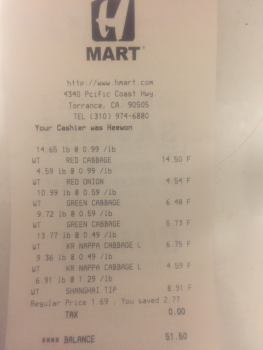 H
MART
http://www.hmart.com
4340 Pcific Coast Hwy.
Torrance, CA. 90505
TEL (310) 974-6880
Your Cashier was Heewon
14.65 lb @ 0.99 /lb
WT RED CABBAGE 14.50 F
4.59 lb @ 0.99 /lb
WT RED ONION 4.54 F
10.99 lb @ 0.59 /lb
WT GREEN CABBAGE 6.48 F
9.72 lb @ 0.59 /lb
WT GREEN CABBAGE 5.73 F
13.77 lb @ 0.49 /lb
WT KR NAPPA CABBAGE L 6.75 F
9.36 lb @ 0.49 /lb
WT KR NAPPA CABBAGE L 4.59 F
6.91 lb @ 1.29 /lb
WT SHANGHAI TIP 8.91 F
Regular Price 1.69 : You saved 2.77
TAX 0.00
**** BALANCE 51.50